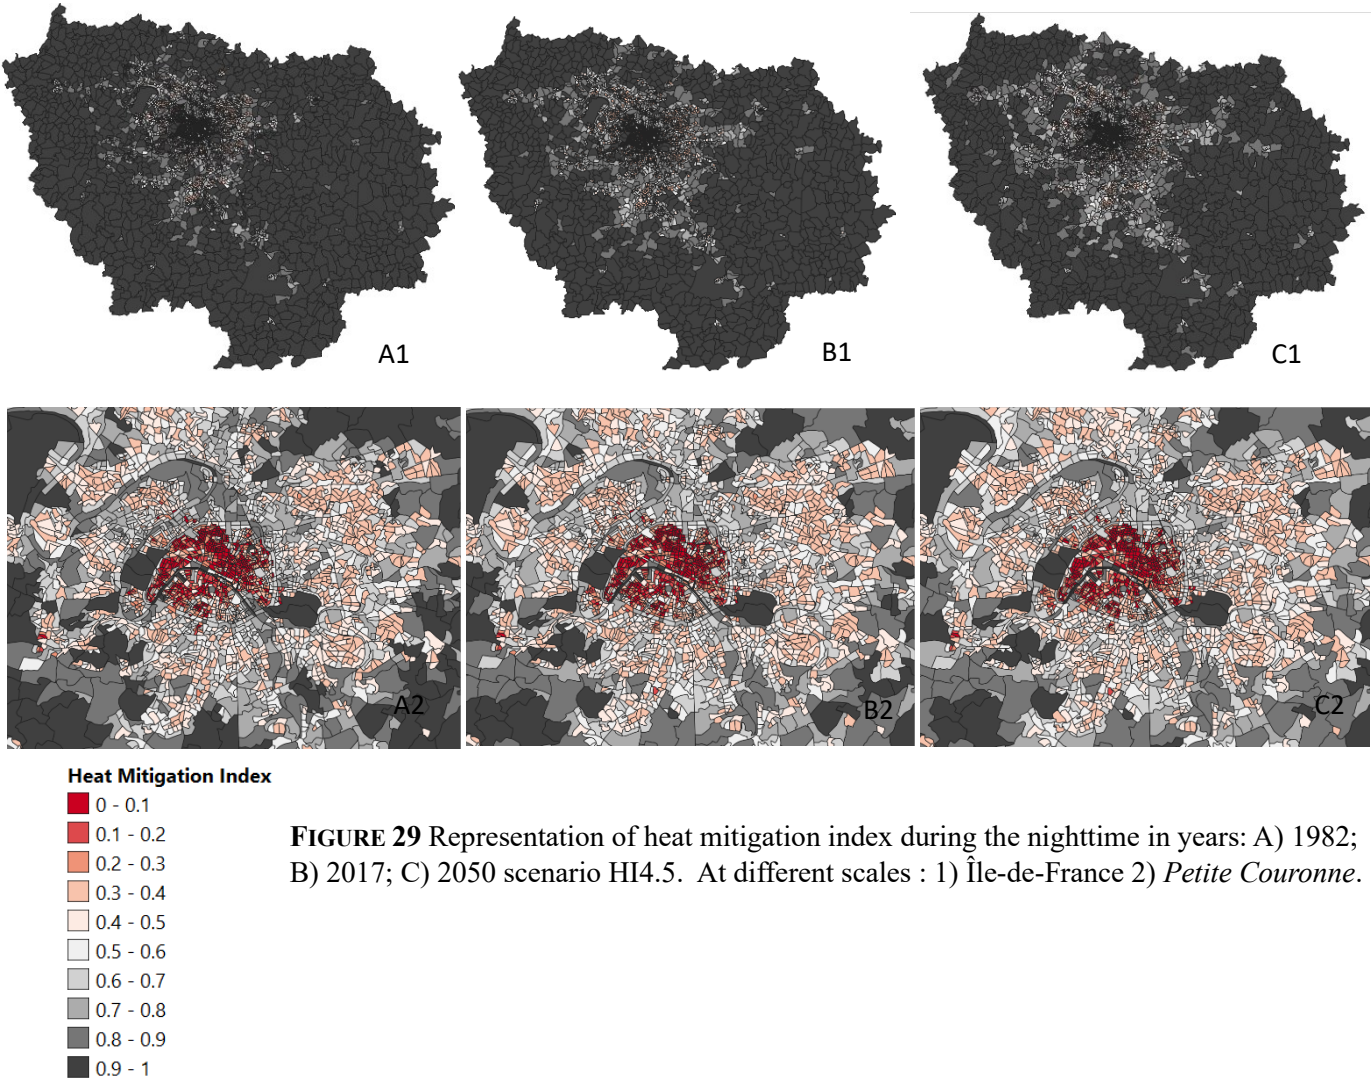 A1
B1
C1
A2
B2
C2
Heat Mitigation Index
0 - 0.1
0.1 - 0.2
0.2 - 0.3
0.3 - 0.4
0.4 - 0.5
0.5 - 0.6
0.6 - 0.7
0.7 - 0.8
0.8 - 0.9
0.9 - 1
FIGURE 29 Representation of heat mitigation index during the nighttime in years: A) 1982;
B) 2017; C) 2050 scenario HI4.5. At different scales : 1) Île-de-France 2) Petite Couronne.